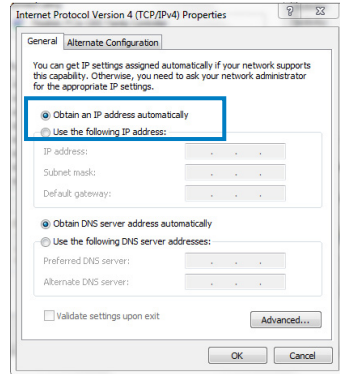 Internet Protocol Version 4 (TCP/IPv4) Properties
General
Alternate Configuration
You can get IP settings assigned automatically if your network supports
this capability. Otherwise, you need to ask your network administrator
for the appropriate IP settings.
Obtain an IP address automatically
Use the following IP address:
IP address:
Subnet mask:
Default gateway:
Obtain DNS server address automatically
Use the following DNS server addresses:
Preferred DNS server:
Alternate DNS server:
Validate settings upon exit
Advanced...
OK
Cancel